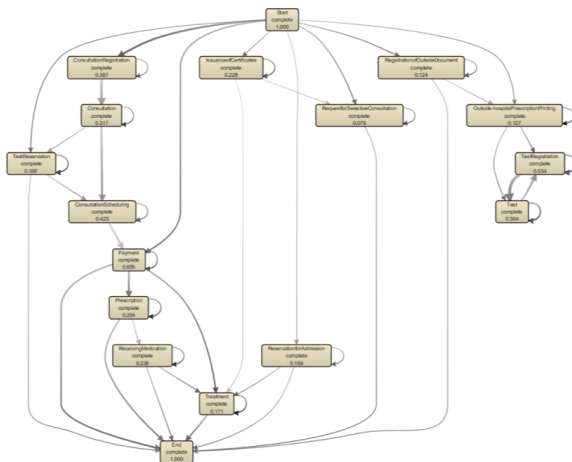 Start
complete
1.000
ConsultationRegistration
complete
0.387
IssuanceofCertificates
complete
0.228
RegistrationofOutsideDocument
complete
0.124
Consultation
complete
0.317
RequestforSelectiveConsultation
complete
0.078
Outside-hospitalPrescriptionPrinting
complete
0.127
TestReservation
complete
0.097
TestRegistration
complete
0.534
ConsultationScheduling
complete
0.425
Test
complete
0.564
Payment
complete
0.655
Prescription
complete
0.204
ReceivingMedication
complete
0.236
ReservationforAdmission
complete
0.159
Treatment
complete
0.171
End
complete
1.000